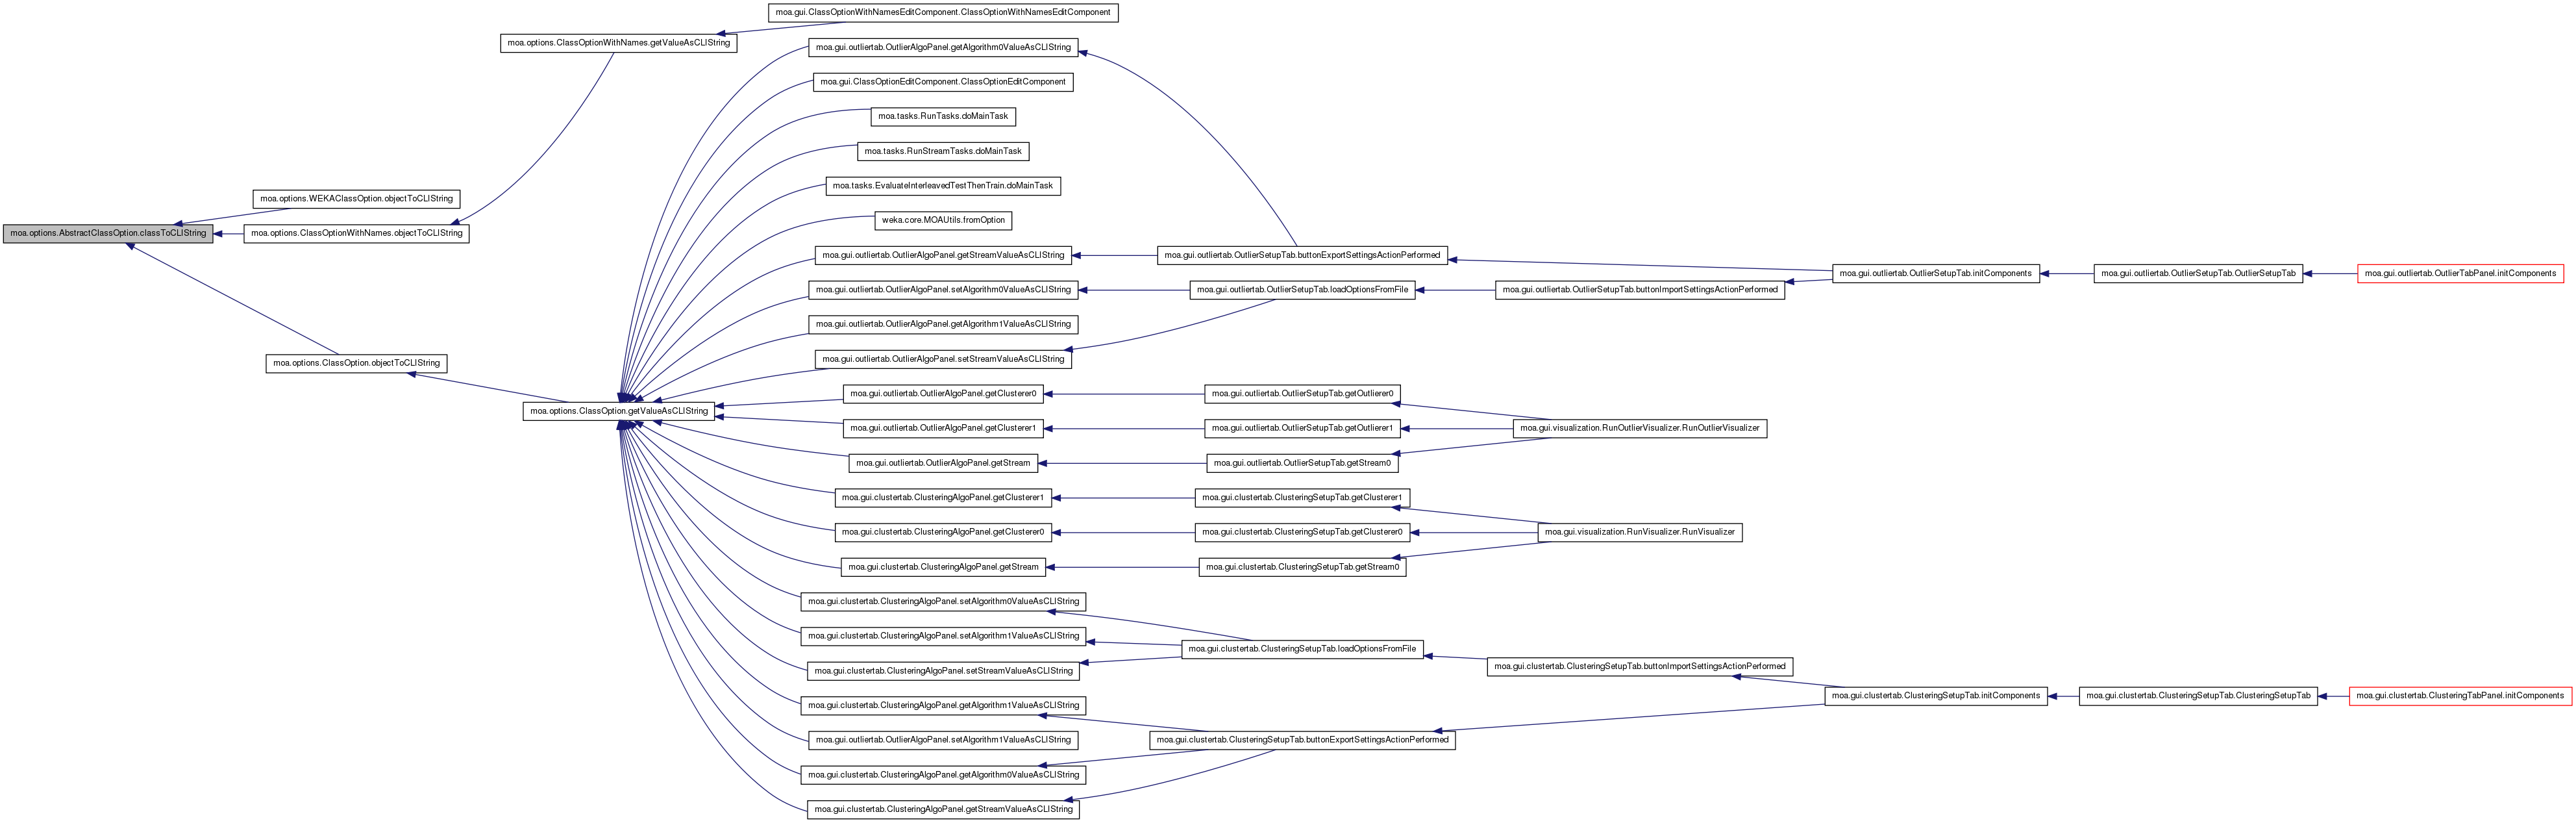 moa.gui.ClassOptionWithNamesEditComponent.ClassOptionWithNamesEditComponent
moa.options.ClassOptionWithNames.getValueAsCLIString
moa.gui.outliertab.OutlierAlgoPanel.getAlgorithm0ValueAsCLIString
moa.gui.ClassOptionEditComponent.ClassOptionEditComponent
moa.tasks.RunTasks.doMainTask
moa.tasks.RunStreamTasks.doMainTask
moa.tasks.EvaluateInterleavedTestThenTrain.doMainTask
moa.options.WEKAClassOption.objectToCLIString
weka.core.MOAUtils.fromOption
moa.options.AbstractClassOption.classToCLIString
moa.options.ClassOptionWithNames.objectToCLIString
moa.gui.outliertab.OutlierAlgoPanel.getStreamValueAsCLIString
moa.gui.outliertab.OutlierSetupTab.buttonExportSettingsActionPerformed
moa.gui.outliertab.OutlierSetupTab.initComponents
moa.gui.outliertab.OutlierSetupTab.OutlierSetupTab
moa.gui.outliertab.OutlierTabPanel.initComponents
moa.gui.outliertab.OutlierAlgoPanel.setAlgorithm0ValueAsCLIString
moa.gui.outliertab.OutlierSetupTab.loadOptionsFromFile
moa.gui.outliertab.OutlierSetupTab.buttonImportSettingsActionPerformed
moa.gui.outliertab.OutlierAlgoPanel.getAlgorithm1ValueAsCLIString
moa.gui.outliertab.OutlierAlgoPanel.setStreamValueAsCLIString
moa.options.ClassOption.objectToCLIString
moa.gui.outliertab.OutlierAlgoPanel.getClusterer0
moa.gui.outliertab.OutlierSetupTab.getOutlierer0
moa.options.ClassOption.getValueAsCLIString
moa.gui.outliertab.OutlierAlgoPanel.getClusterer1
moa.gui.outliertab.OutlierSetupTab.getOutlierer1
moa.gui.visualization.RunOutlierVisualizer.RunOutlierVisualizer
moa.gui.outliertab.OutlierAlgoPanel.getStream
moa.gui.outliertab.OutlierSetupTab.getStream0
moa.gui.clustertab.ClusteringAlgoPanel.getClusterer1
moa.gui.clustertab.ClusteringSetupTab.getClusterer1
moa.gui.clustertab.ClusteringAlgoPanel.getClusterer0
moa.gui.clustertab.ClusteringSetupTab.getClusterer0
moa.gui.visualization.RunVisualizer.RunVisualizer
moa.gui.clustertab.ClusteringAlgoPanel.getStream
moa.gui.clustertab.ClusteringSetupTab.getStream0
moa.gui.clustertab.ClusteringAlgoPanel.setAlgorithm0ValueAsCLIString
moa.gui.clustertab.ClusteringAlgoPanel.setAlgorithm1ValueAsCLIString
moa.gui.clustertab.ClusteringSetupTab.loadOptionsFromFile
moa.gui.clustertab.ClusteringAlgoPanel.setStreamValueAsCLIString
moa.gui.clustertab.ClusteringSetupTab.buttonImportSettingsActionPerformed
moa.gui.clustertab.ClusteringSetupTab.initComponents
moa.gui.clustertab.ClusteringSetupTab.ClusteringSetupTab
moa.gui.clustertab.ClusteringTabPanel.initComponents
moa.gui.clustertab.ClusteringAlgoPanel.getAlgorithm1ValueAsCLIString
moa.gui.outliertab.OutlierAlgoPanel.setAlgorithm1ValueAsCLIString
moa.gui.clustertab.ClusteringSetupTab.buttonExportSettingsActionPerformed
moa.gui.clustertab.ClusteringAlgoPanel.getAlgorithm0ValueAsCLIString
moa.gui.clustertab.ClusteringAlgoPanel.getStreamValueAsCLIString